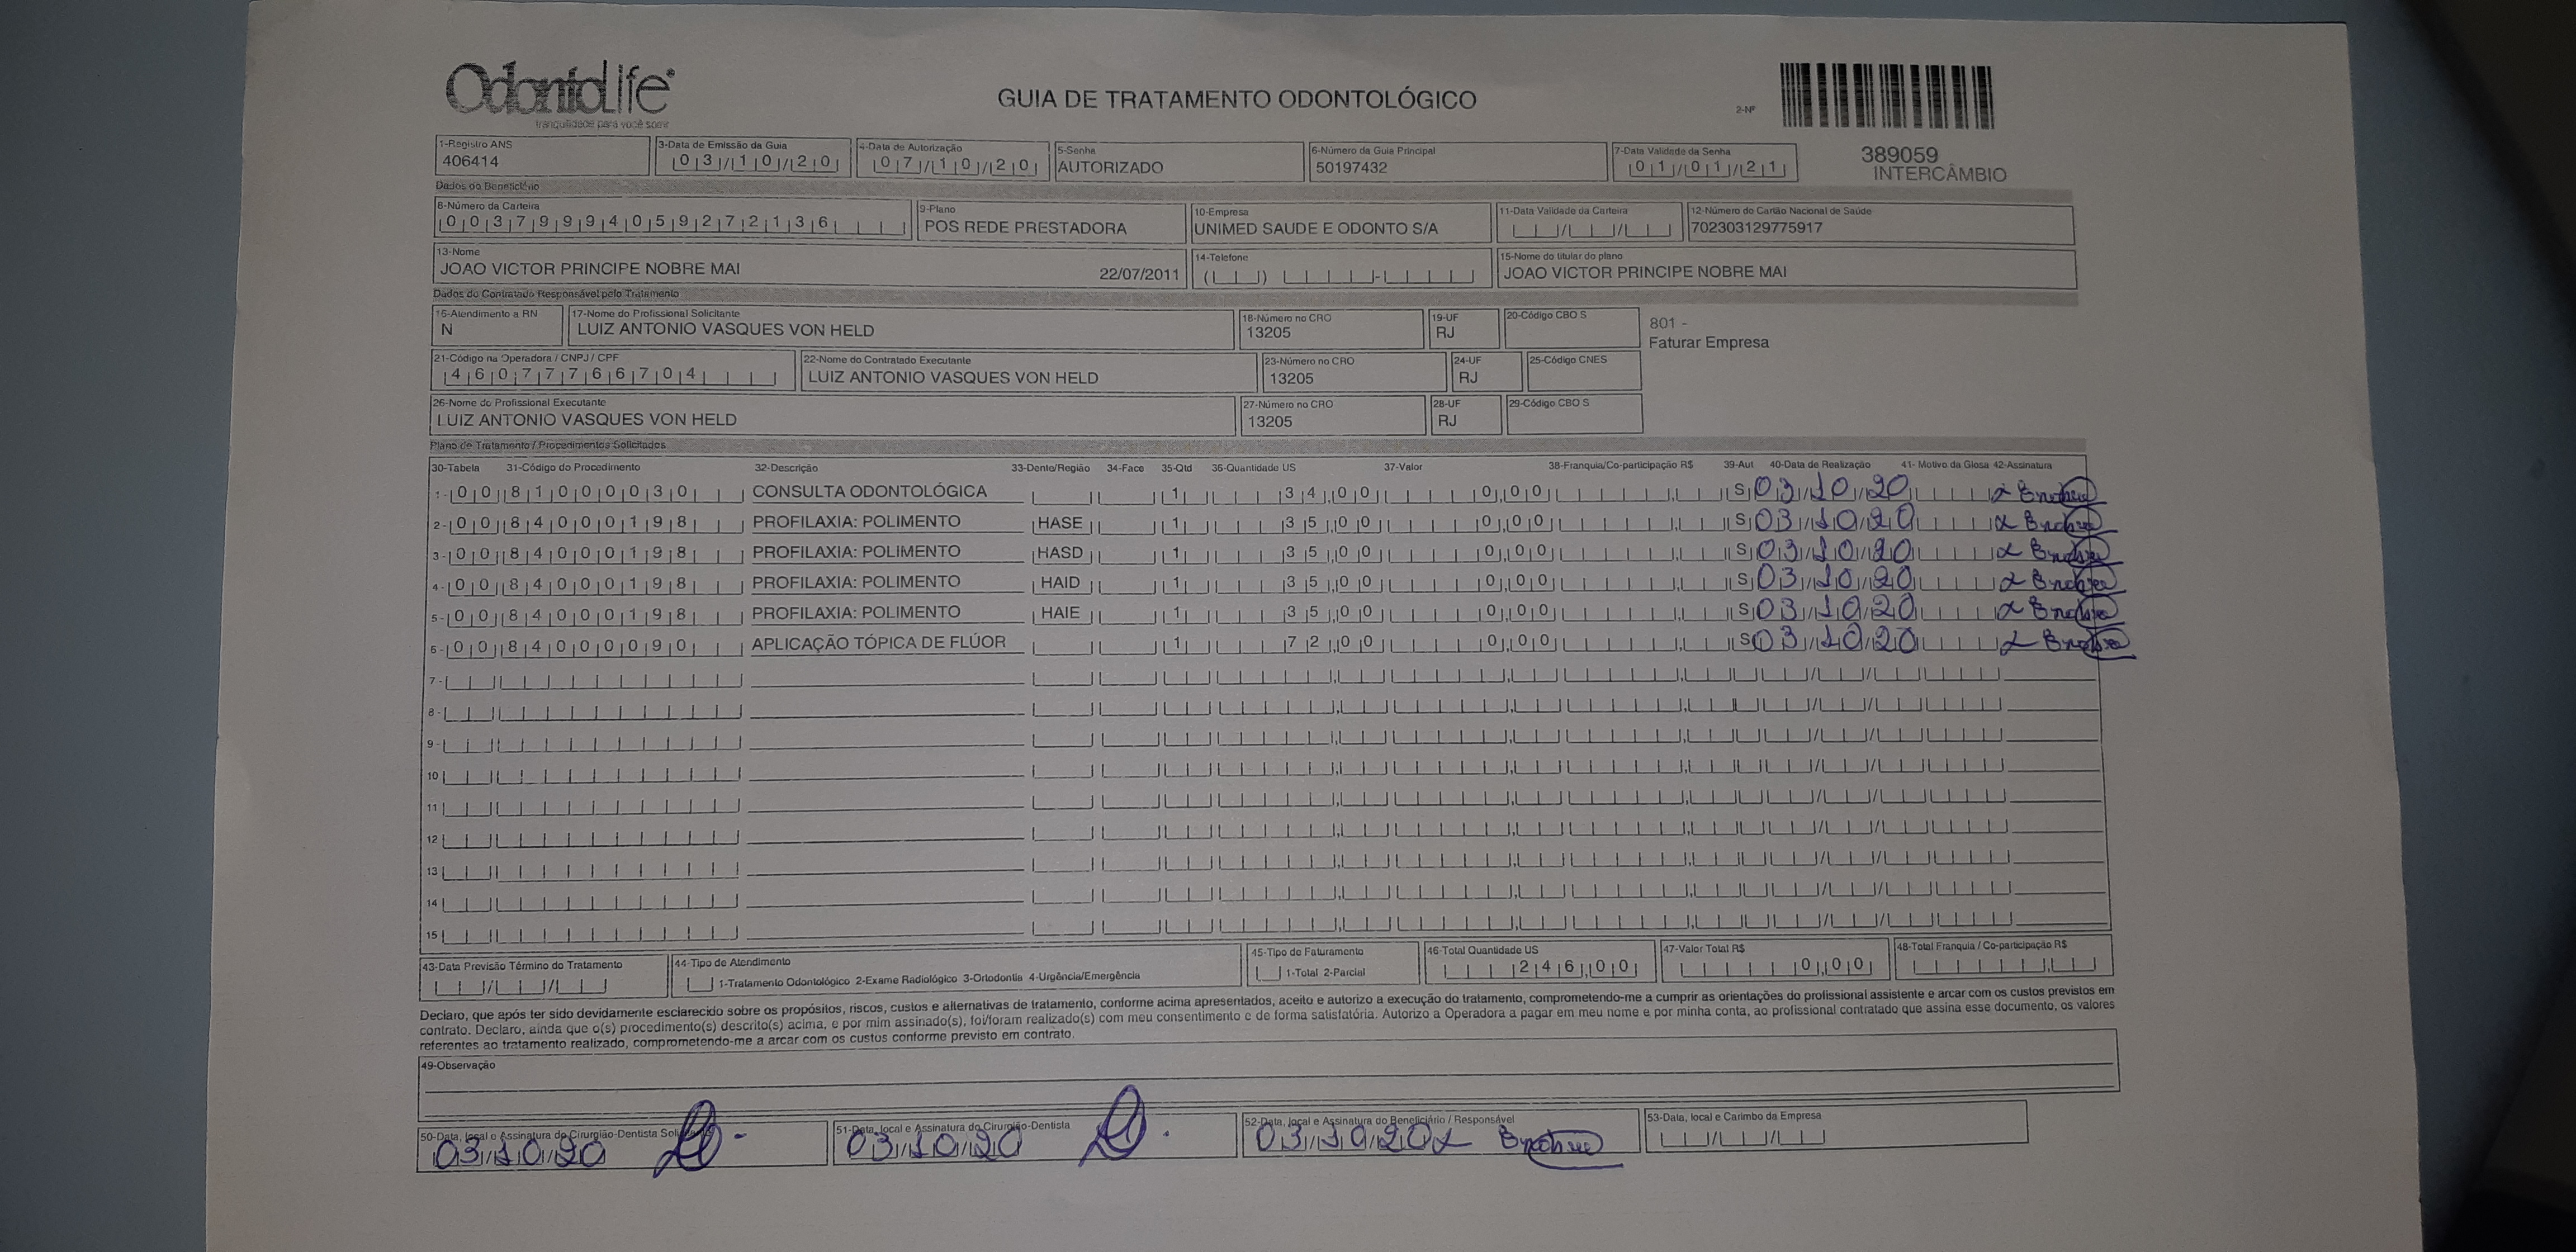 OdontoLife®
tranquilidade para você sorrir
GUIA DE TRATAMENTO ODONTOLÓGICO
2-Nº
389059
INTERCÂMBIO
1-Registro ANS
406414
3-Data de Emissão da Guia
03/10/20
4-Data de Autorização
07/10/20
5-Senha
AUTORIZADO
6-Número da Guia Principal
50197432
7-Data Validade da Senha
01/01/21
Dados do Beneficiário
8-Número da Carteira
00379994059272136
9-Plano
POS REDE PRESTADORA
10-Empresa
UNIMED SAUDE E ODONTO S/A
11-Data Validade da Carteira
12-Número do Cartão Nacional de Saúde
702303129775917
13-Nome
JOAO VICTOR PRINCIPE NOBRE MAI 22/07/2011
14-Telefone
15-Nome do titular do plano
JOAO VICTOR PRINCIPE NOBRE MAI
Dados do Contratado Responsável pelo Tratamento
16-Atendimento a RN
N
17-Nome do Profissional Solicitante
LUIZ ANTONIO VASQUES VON HELD
18-Número no CRO
13205
19-UF
RJ
20-Código CBO S
801 -
Faturar Empresa
21-Código na Operadora / CNPJ / CPF
46077766704
22-Nome do Contratado Executante
LUIZ ANTONIO VASQUES VON HELD
23-Número no CRO
13205
24-UF
RJ
25-Código CNES
26-Nome do Profissional Executante
LUIZ ANTONIO VASQUES VON HELD
27-Número no CRO
13205
28-UF
RJ
29-Código CBO S
Plano de Tratamento / Procedimentos Solicitados
30-Tabela 31-Código do Procedimento 32-Descrição 33-Dente/Região 34-Face 35-Qtd 36-Quantidade US 37-Valor 38-Franquia/Co-participação R$ 39-Aut 40-Data de Realização 41- Motivo da Glosa 42-Assinatura
1- 00 81000030 CONSULTA ODONTOLÓGICA 1 34,00 0,00 S 03/10/20
2- 00 84000198 PROFILAXIA: POLIMENTO HASE 1 35,00 0,00 S 03/10/20
3- 00 84000198 PROFILAXIA: POLIMENTO HASD 1 35,00 0,00 S 03/10/20
4- 00 84000198 PROFILAXIA: POLIMENTO HAID 1 35,00 0,00 S 03/10/20
5- 00 84000198 PROFILAXIA: POLIMENTO HAIE 1 35,00 0,00 S 03/10/20
6- 00 84000090 APLICAÇÃO TÓPICA DE FLÚOR 1 72,00 0,00 S 03/10/20
7-
8-
9-
10
11
12
13
14
15
43-Data Previsão Término do Tratamento
44-Tipo de Atendimento
1-Tratamento Odontológico 2-Exame Radiológico 3-Ortodontia 4-Urgência/Emergência
45-Tipo de Faturamento
1-Total 2-Parcial
46-Total Quantidade US
246,00
47-Valor Total R$
0,00
48-Total Franquia / Co-participação R$
Declaro, que após ter sido devidamente esclarecido sobre os propósitos, riscos, custos e alternativas de tratamento, conforme acima apresentados, aceito e autorizo a execução do tratamento, comprometendo-me a cumprir as orientações do profissional assistente e arcar com os custos previstos em
contrato. Declaro, ainda que o(s) procedimento(s) descrito(s) acima, e por mim assinado(s), foi/foram realizado(s) com meu consentimento e de forma satisfatória. Autorizo a Operadora a pagar em meu nome e por minha conta, ao profissional contratado que assina esse documento, os valores
referentes ao tratamento realizado, comprometendo-me a arcar com os custos conforme previsto em contrato.
49-Observação
50-Data, local e Assinatura do Cirurgião-Dentista Solicitante
03/10/20
51-Data, local e Assinatura do Cirurgião-Dentista
03/10/20
52-Data, local e Assinatura do Beneficiário / Responsável
03/10/20
53-Data, local e Carimbo da Empresa